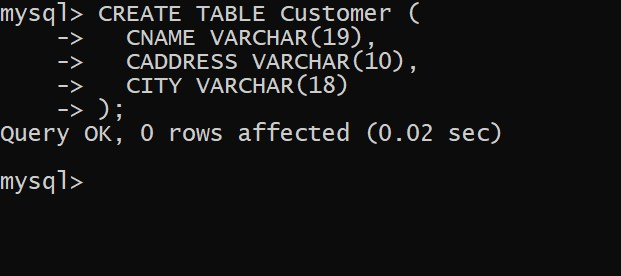 mysql> CREATE TABLE Customer (
    ->   CNAME VARCHAR(19),
    ->   CADDRESS VARCHAR(10),
    ->   CITY VARCHAR(18)
    -> );
Query OK, 0 rows affected (0.02 sec)
mysql>